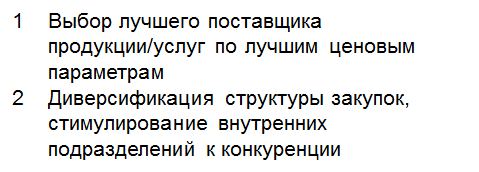 1 Выбор лучшего поставщика
продукции/услуг по лучшим ценовым
параметрам
2 Диверсификация структуры закупок,
стимулирование внутренних
подразделений к конкуренции